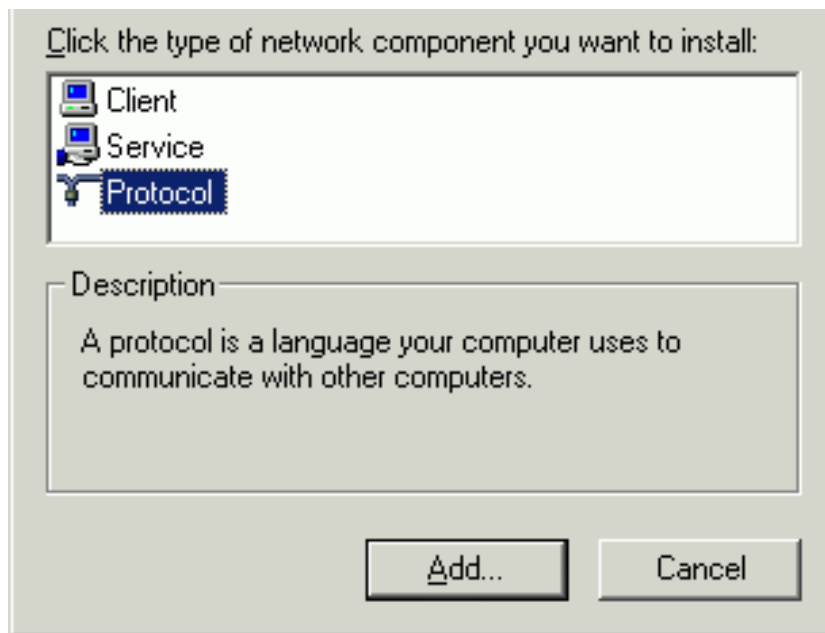 Click the type of network component you want to install:
Client
Service
Protocol
Description
A protocol is a language your computer uses to
communicate with other computers.
Add...
Cancel